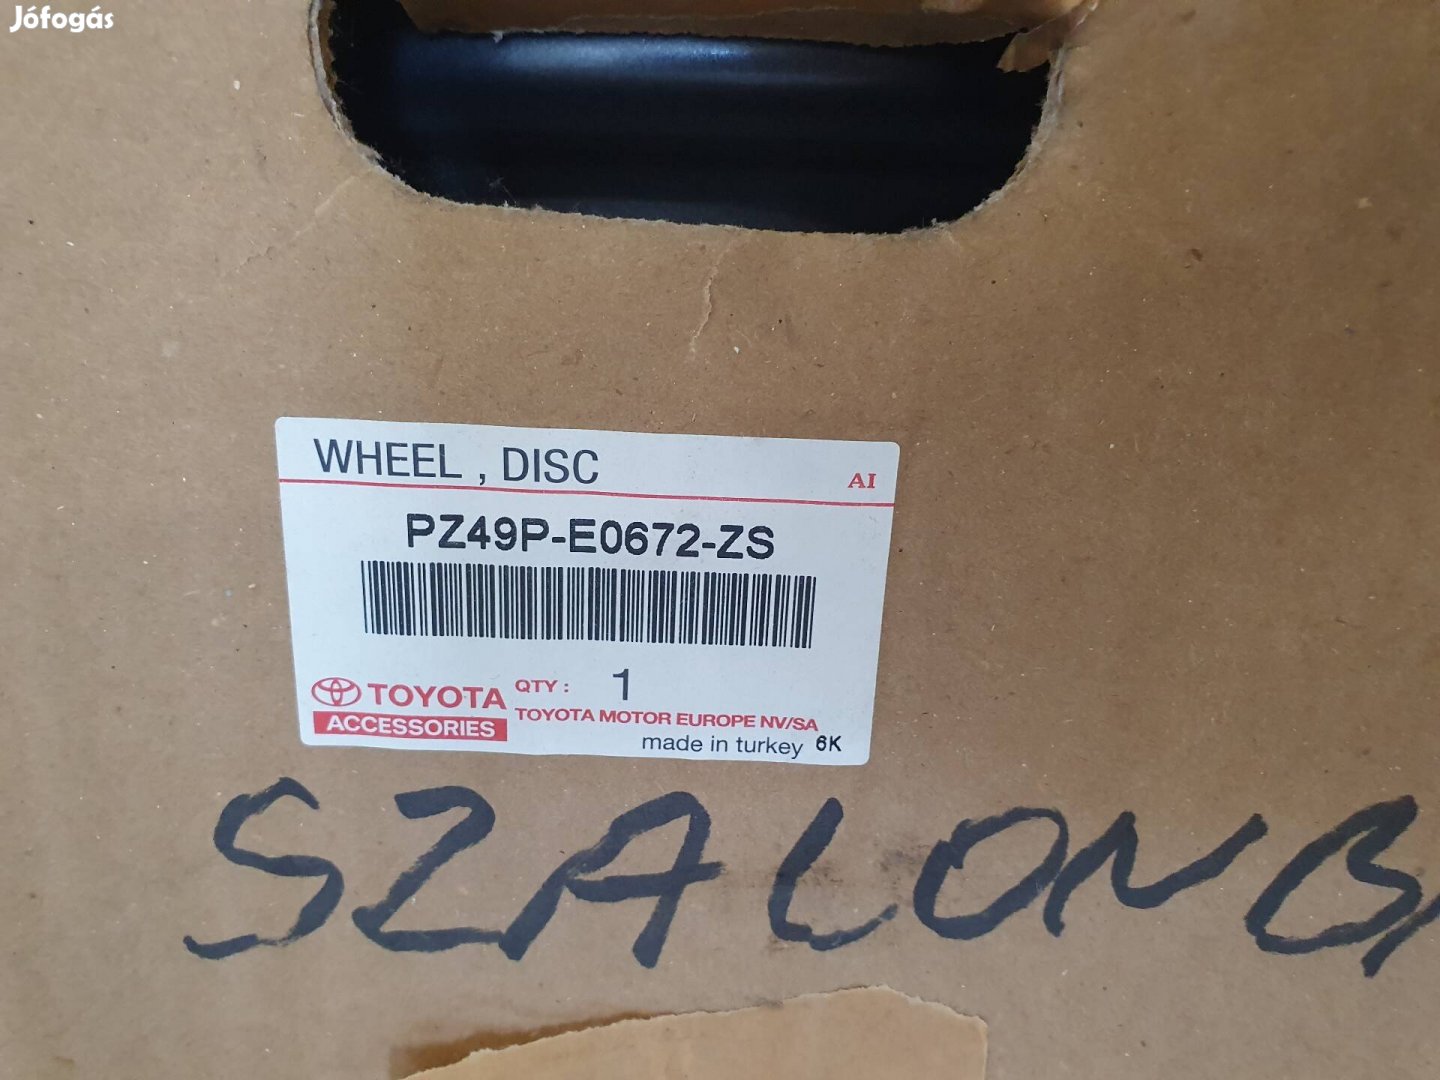 Jófogás
WHEEL , DISC
AI
PZ49P-E0672-ZS
TOYOTA
ACCESSORIES
QTY : 1
TOYOTA MOTOR EUROPE NV/SA
made in turkey 6K
SZALONBA